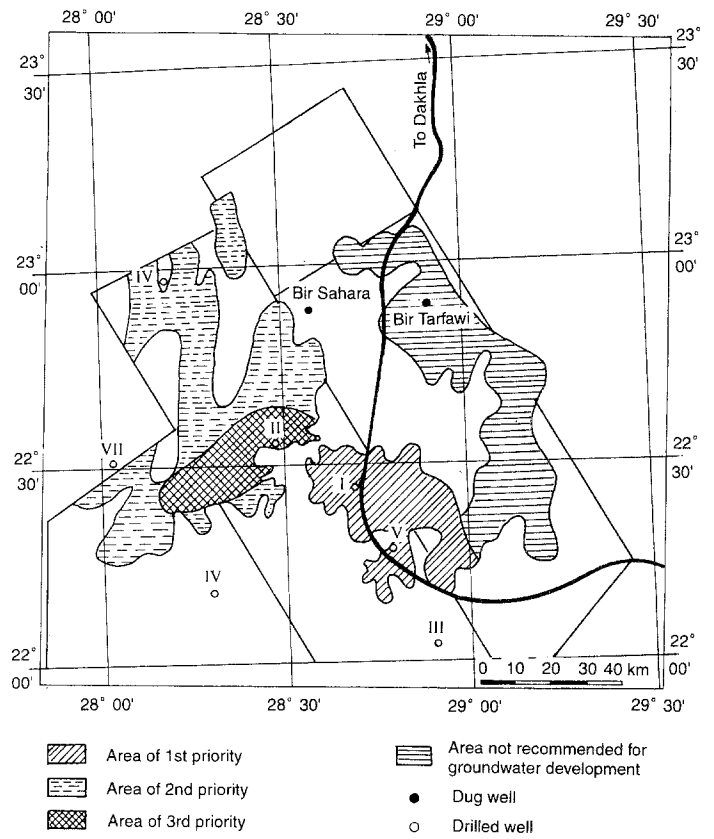 28° 00' 28° 30' 29° 00'
23°
30'
23°
30'
To Dakhla
23°
00'
23°
00'
IV
Bir Sahara
Bir Tarfawi
II
VII
22°
30'
22°
30'
I
V
IV
III
22°
00'
22°
00'
0 10 20 30 40 km
28° 00' 28° 30' 29° 00' 29° 30'
Area of 1st priority
Area of 2nd priority
Area of 3rd priority
Area not recommended for
groundwater development
Dug well
Drilled well